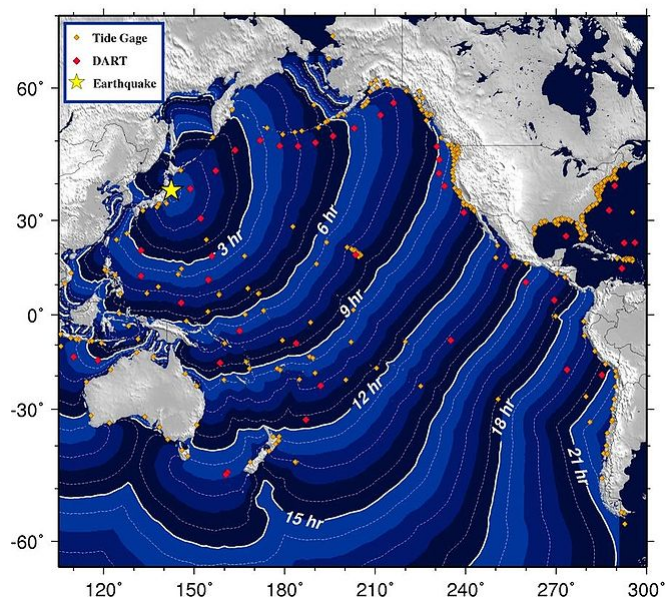 Tide Gage
DART
Earthquake
60°
30°
0°
-30°
-60°
3 hr
6 hr
9 hr
12 hr
15 hr
18 hr
21 hr
120° 150° 180° 210° 240° 270° 300°